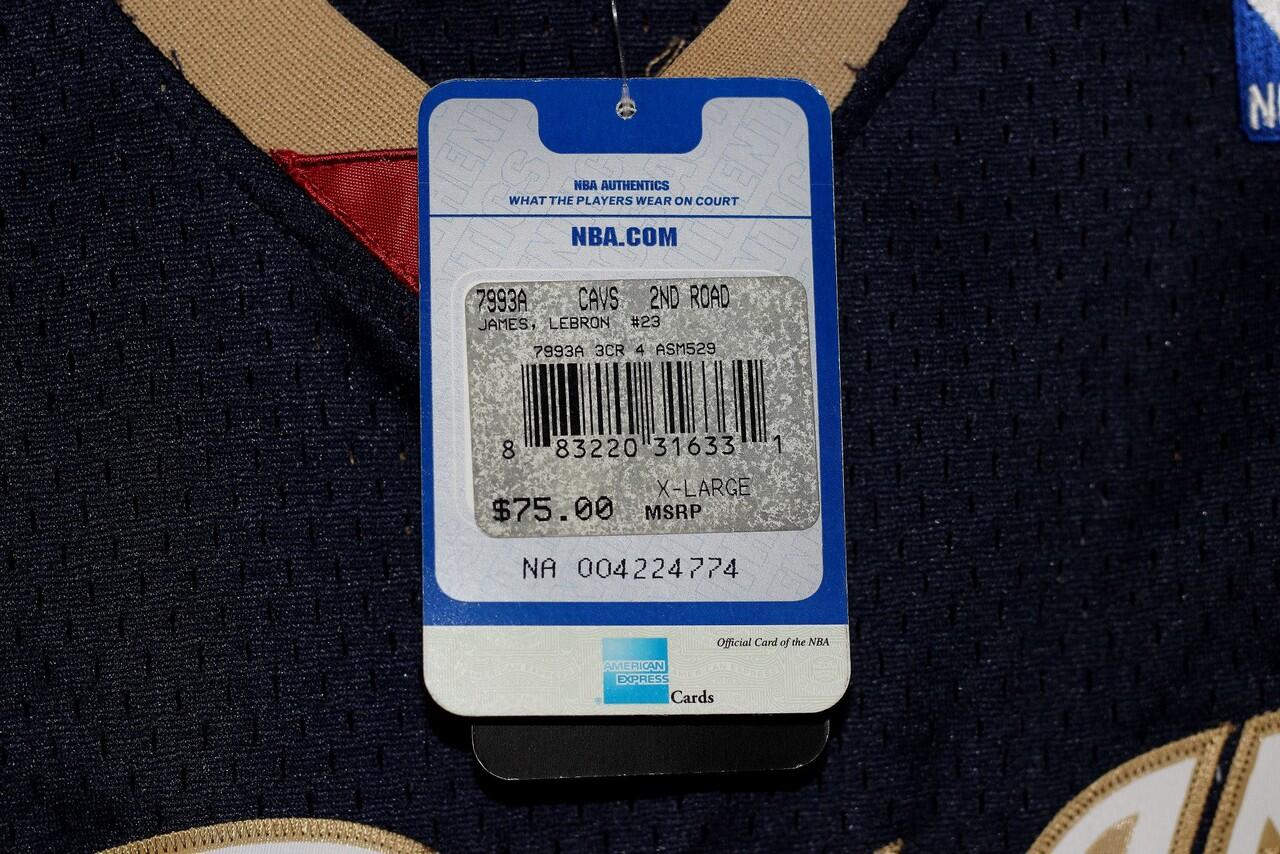 NBA AUTHENTICS
WHAT THE PLAYERS WEAR ON COURT
NBA.COM
7993A CAVS 2ND ROAD
JAMES, LEBRON #23
7993A 3CR 4 ASM529
8 83220 31633 1
X-LARGE
$75.00 MSRP
NA 004224774
Official Card of the NBA
AMERICAN
EXPRESS
Cards